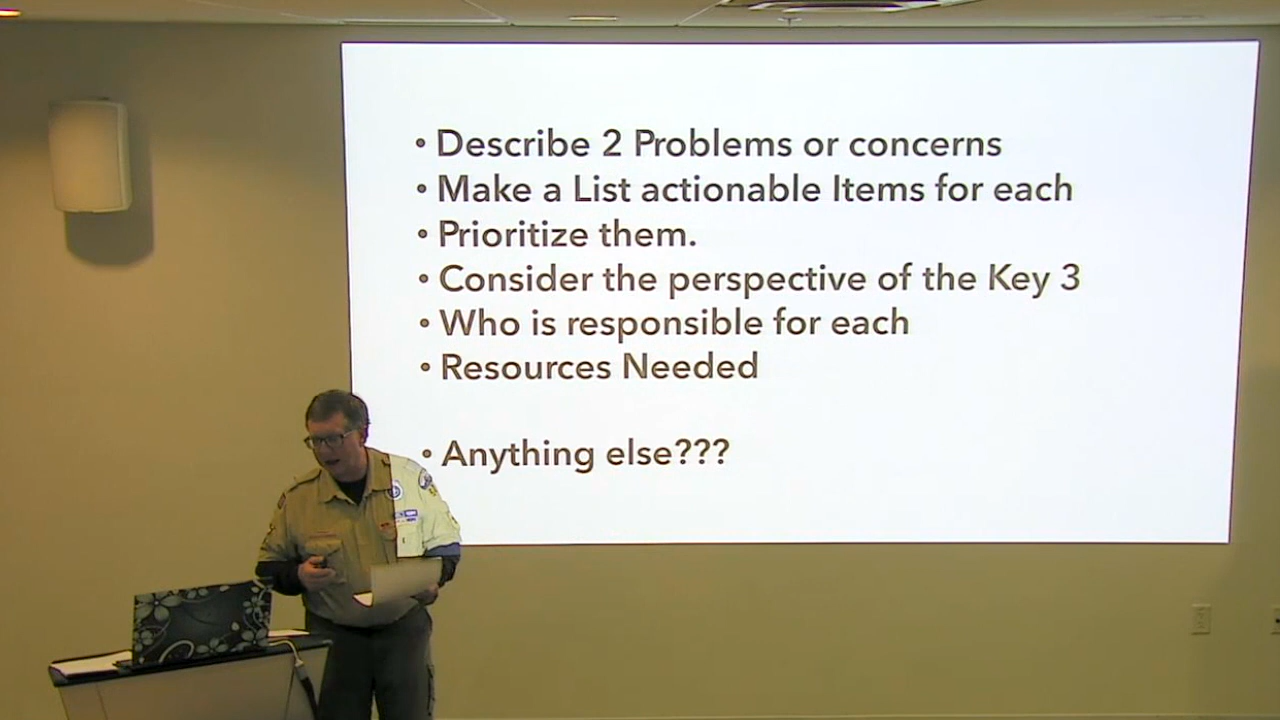 • Describe 2 Problems or concerns
• Make a List actionable Items for each
• Prioritize them.
• Consider the perspective of the Key 3
• Who is responsible for each
• Resources Needed
• Anything else???